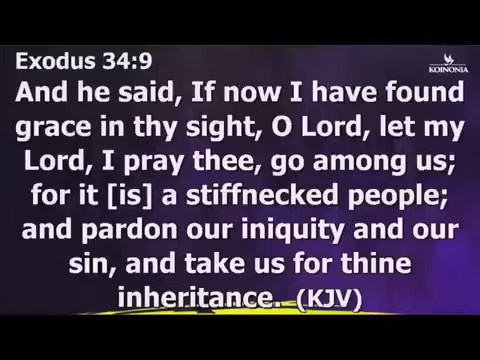 Exodus 34:9
KOINONIA
And he said, If now I have found
grace in thy sight, O Lord, let my
Lord, I pray thee, go among us;
for it [is] a stiffnecked people;
and pardon our iniquity and our
sin, and take us for thine
inheritance. (KJV)